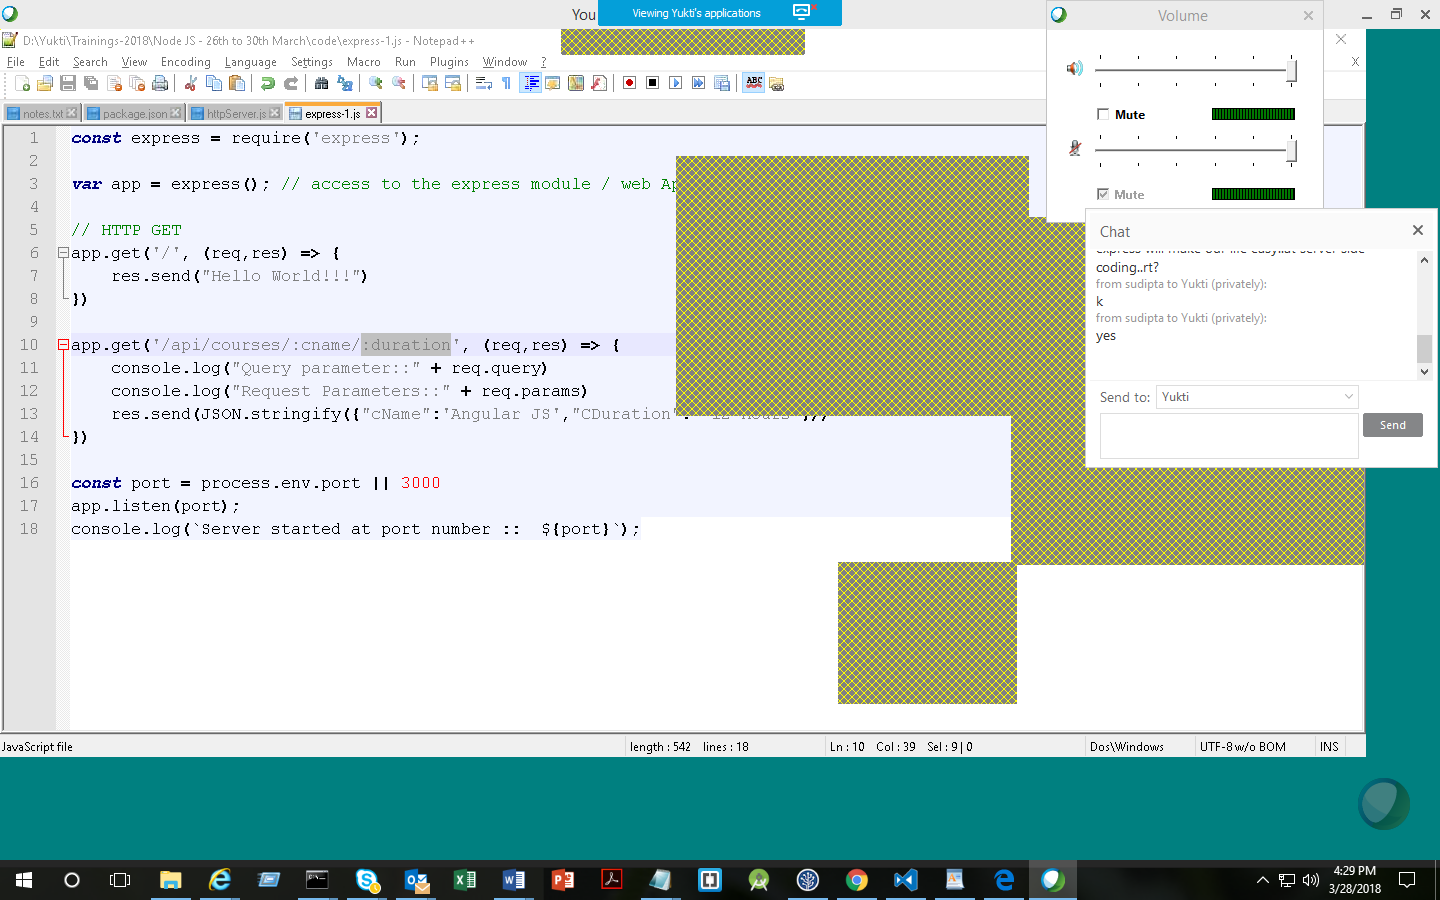 You
Viewing Yukti's applications
D:\Yukti\Trainings-2018\Node JS - 26th to 30th March\code\express-1.js - Notepad++
File Edit Search View Encoding Language Settings Macro Run Plugins Window ? X
notes.txt package.json httpServer.js express-1.js
1 const express = require('express');
2
3 var app = express(); // access to the express module / web Ap
4
5 // HTTP GET
6 app.get('/', (req,res) => {
7 res.send("Hello World!!!")
8 })
9
10 app.get('/api/courses/:cname/:duration', (req,res) => {
11 console.log("Query parameter::" + req.query)
12 console.log("Request Parameters::" + req.params)
13 res.send(JSON.stringify({"cName":'Angular JS',"CDuration":
14 })
15
16 const port = process.env.port || 3000
17 app.listen(port);
18 console.log(`Server started at port number ::  ${port}`);
Volume
Mute
Mute
Chat
coding..rt?
from sudipta to Yukti (privately):
k
from sudipta to Yukti (privately):
yes
Send to: Yukti
Send
JavaScript file length : 542 lines : 18 Ln : 10 Col : 39 Sel : 9 | 0 Dos\Windows UTF-8 w/o BOM INS
4:29 PM
3/28/2018